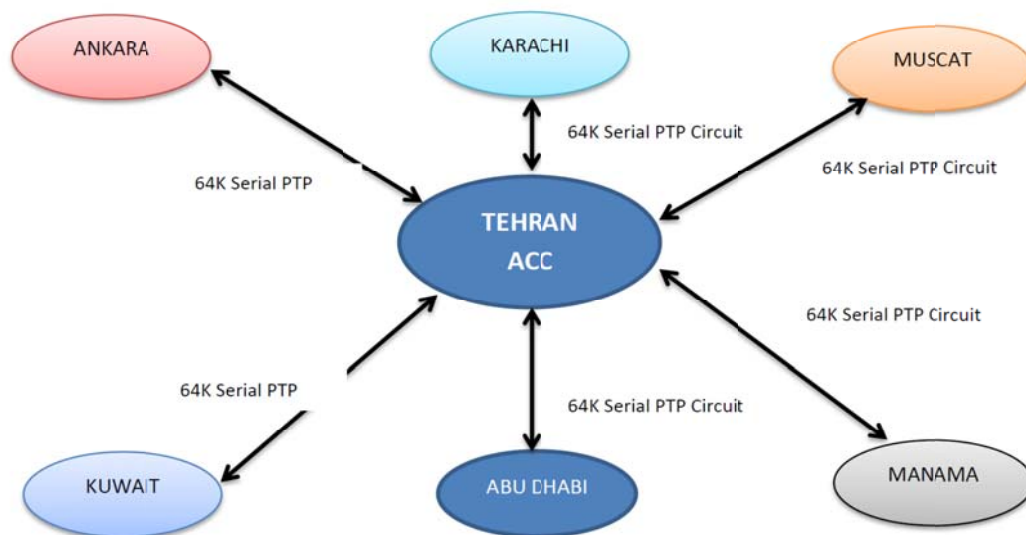 ANKARA
KARACHI
MUSCAT
64K Serial PTP Circuit
64K Serial PTP Circuit
64K Serial PTP
TEHRAN
ACC
64K Serial PTP Circuit
64K Serial PTP
64K Serial PTP Circuit
KUWAIT
ABU DHABI
MANAMA